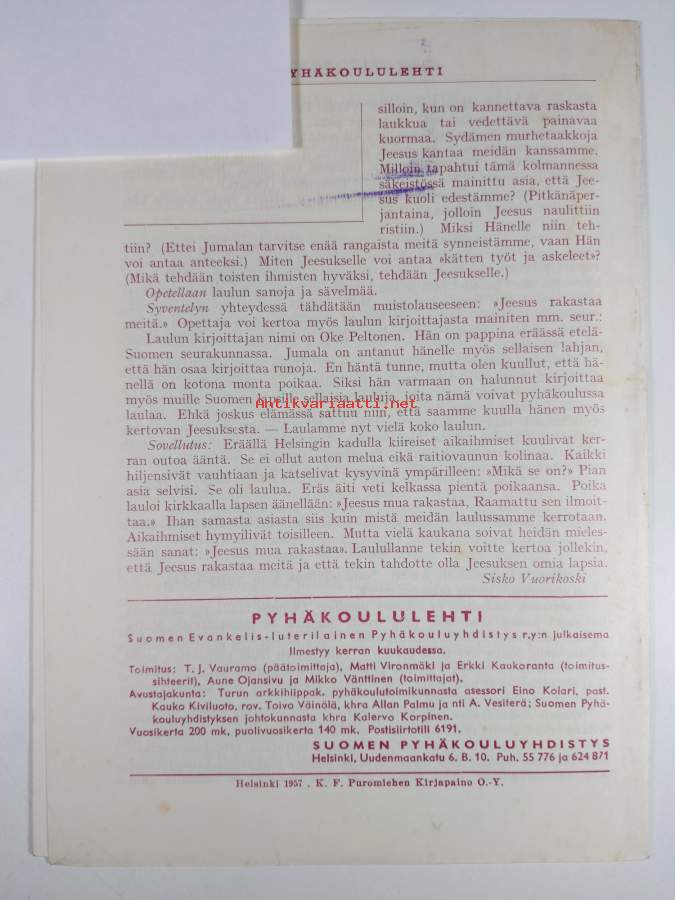 PYHÄKOULULEHTI
silloin, kun on kannettava raskasta
laukkua tai vedettävä painavaa
kuormaa. Sydämen murhetaakkoja
Jeesus kantaa meidän kanssamme.
Milloin tapahtui tämä kolmannessa
säkeistössä mainittu asia, että Jee-
sus kuoli edestämme? (Pitkänäper-
jantaina, jolloin Jeesus naulittiin
ristiin.) Miksi Hänelle niin teh-
tiin? (Ettei Jumalan tarvitse enää rangaista meitä synneistämme, vaan Hän
voi antaa anteeksi.) Miten Jeesukselle voi antaa »kätten työt ja askeleet»?
(Mikä tehdään toisten ihmisten hyväksi, tehdään Jeesukselle.)
Opetellaan laulun sanoja ja sävelmää.
Syventelyn yhteydessä tähdätään muistolauseeseen: »Jeesus rakastaa
meitä.» Opettaja voi kertoa myös laulun kirjoittajasta mainiten mm. seur.:
Laulun kirjoittajan nimi on Oke Peltonen. Hän on pappina eräässä etelä-
Suomen seurakunnassa. Jumala on antanut hänelle myös sellaisen lahjan,
että hän osaa kirjoittaa runoja. En häntä tunne, mutta olen kuullut, että hä-
nellä on kotona monta poikaa. Siksi hän varmaan on halunnut kirjoittaa
myös muille Suomen lapsille sellaisia lauluja, joita nämä voivat pyhäkoulussa
Antikvariaatti.net
laulaa. Ehkä joskus elämässä sattuu niin, että saamme kuulla hänen myös
kertovan Jeesuksesta. — Laulamme nyt vielä koko laulun.
Sovellutus: Eräällä Helsingin kadulla kiireiset aikaihmiset kuulivat ker-
ran outoa ääntä. Se ei ollut auton melua eikä raitiovaunun kolinaa. Kaikki
hiljensivät vauhtiaan ja katselivat kysyvinä ympärilleen: »Mikä se on?» Pian
asia selvisi. Se oli laulua. Eräs äiti veti kelkassa pientä poikaansa. Poika
lauloi kirkkaalla lapsen äänellään: »Jeesus mua rakastaa, Raamattu sen ilmoit-
taa.» Ihan samasta asiasta siis kuin mistä meidän laulussamme kerrotaan.
Aikaihmiset hymyilivät toisilleen. Mutta vielä kaukana soivat heidän mieles-
sään sanat: »Jeesus mua rakastaa». Laulullanne tekin voitte kertoa jollekin,
että Jeesus rakastaa meitä ja että tekin tahdotte olla Jeesuksen omia lapsia.
Sisko Vuorikoski
PYHÄKOULULEHTI
Suomen Evankelis-luterilainen Pyhäkouluyhdistys r.y:n julkaisema
Ilmestyy kerran kuukaudessa.
Toimitus: T. J. Vauramo (päätoimittaja), Matti Vironmäki ja Erkki Kaukoranta (toimitus-
sihteerit), Aune Ojansivu ja Mikko Vänttinen (toimittajat).
Avustajakunta: Turun arkkihiippak. pyhäkoulutoimikunnasta asessori Eino Kolari, past.
Kauko Kiviluoto, rov. Toivo Väinölä, khra Allan Palmu ja nti A. Vesiterä; Suomen Pyhä-
kouluyhdistyksen johtokunnasta khra Kalervo Korpinen.
Vuosikerta 200 mk, puolivuosikerta 140 mk. Postisiirtotili 6191.
SUOMEN PYHÄKOULUYHDISTYS
Helsinki, Uudenmaankatu 6. B. 10. Puh. 55 776 ja 624 871
Helsinki 1957 . K. F. Puromiehen Kirjapaino O.-Y.